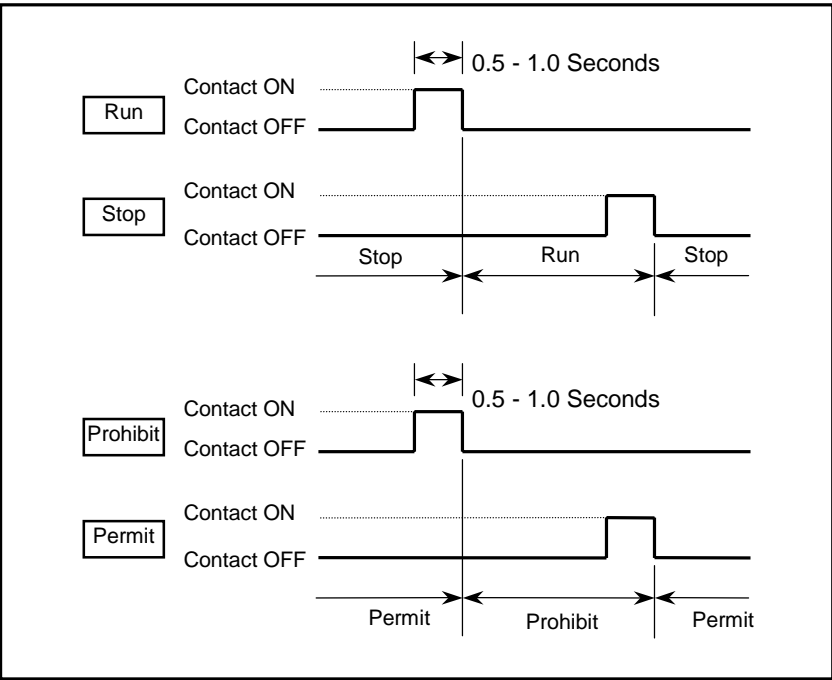 0.5 - 1.0 Seconds
Contact ON
Run
Contact OFF
Contact ON
Stop
Contact OFF
Stop
Run
Stop
0.5 - 1.0 Seconds
Contact ON
Prohibit
Contact OFF
Contact ON
Permit
Contact OFF
Permit
Prohibit
Permit